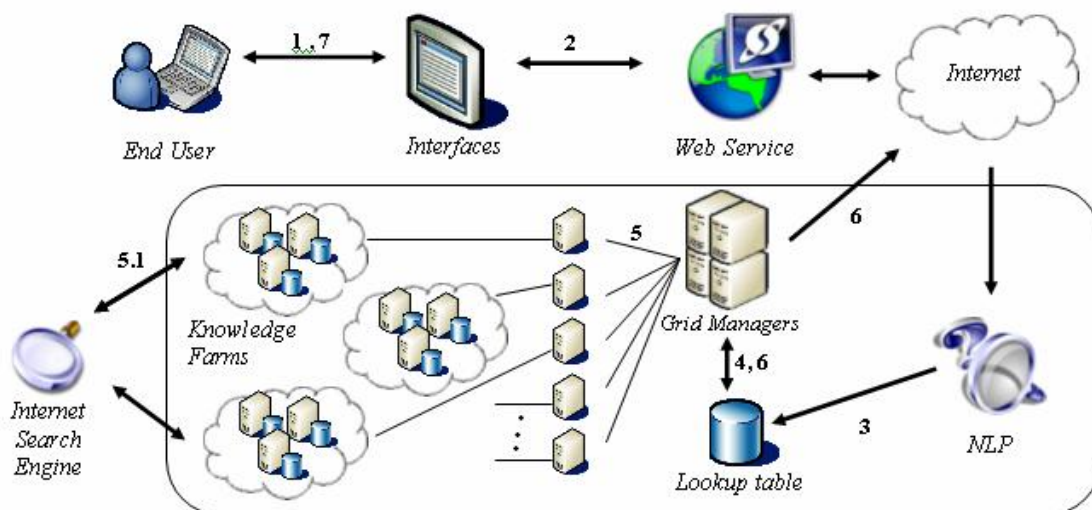 1, 7
2
End User
Interfaces
Web Service
Internet
5
6
5.1
Knowledge
Farms
Grid Managers
4, 6
Internet
Search
Engine
3
Lookup table
NLP